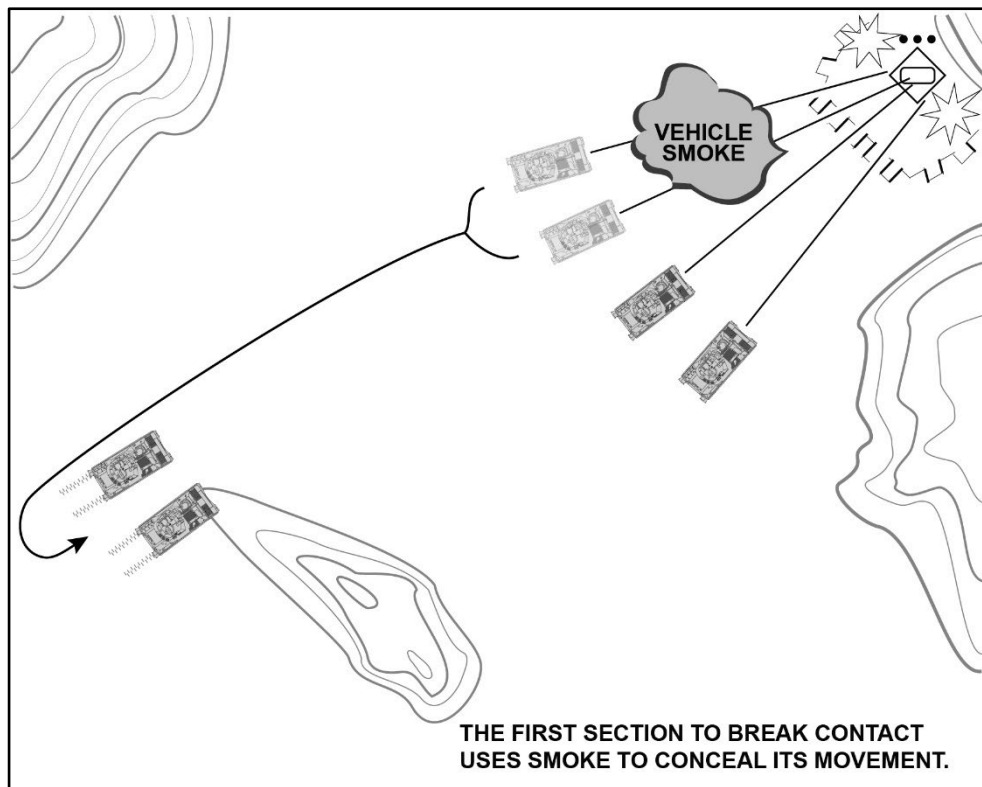 VEHICLE
SMOKE
THE FIRST SECTION TO BREAK CONTACT
USES SMOKE TO CONCEAL ITS MOVEMENT.